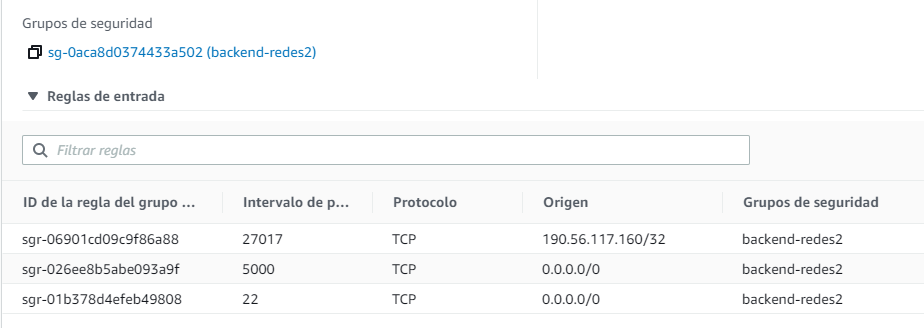 Grupos de seguridad
sg-0aca8d0374433a502 (backend-redes2)
Reglas de entrada
Filtrar reglas
ID de la regla del grupo ... Intervalo de p... Protocolo Origen Grupos de seguridad
sgr-06901cd09c9f86a88 27017 TCP 190.56.117.160/32 backend-redes2
sgr-026ee8b5abe093a9f 5000 TCP 0.0.0.0/0 backend-redes2
sgr-01b378d4efeb49808 22 TCP 0.0.0.0/0 backend-redes2